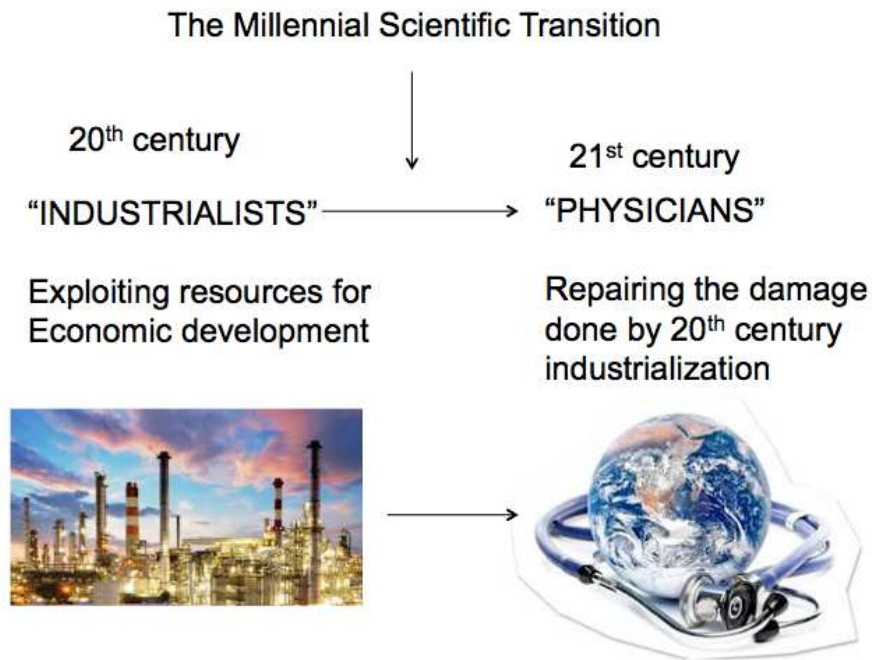 The Millennial Scientific Transition
20th century
21st century
“INDUSTRIALISTS”
“PHYSICIANS”
Exploiting resources for
Economic development
Repairing the damage
done by 20th century
industrialization